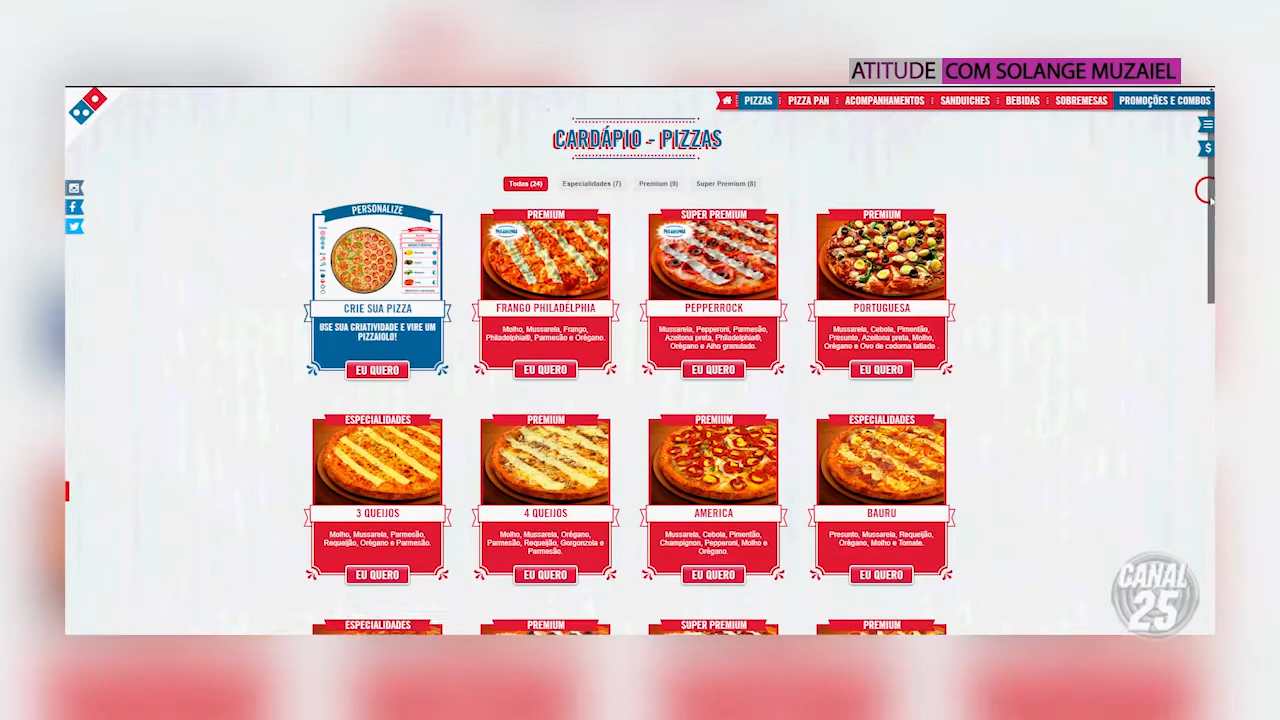 ATITUDE COM SOLANGE MUZAIEL
PIZZAS
PIZZA PAN
ACOMPANHAMENTOS
SANDUICHES
BEBIDAS
SOBREMESAS
PROMOÇÕES E COMBOS
CARDÁPIO - PIZZAS
Todas (24)
Especialidades (7)
Premium (9)
Super Premium (8)
PERSONALIZE
CRIE SUA PIZZA
USE SUA CRIATIVIDADE E VIRE UM
PIZZAIOLO!
EU QUERO
PREMIUM
PHILADELPHIA
FRANGO PHILADELPHIA
Molho, Mussarela, Frango,
Philadelphia®, Parmesão e Orégano.
EU QUERO
SUPER PREMIUM
PHILADELPHIA
PEPPERROCK
Mussarela, Pepperoni, Parmesão,
Azeitona preta, Philadelphia®,
Orégano e Alho granulado.
EU QUERO
PREMIUM
PORTUGUESA
Mussarela, Cebola, Pimentão,
Presunto, Azeitona preta, Molho,
Orégano e Ovo de codorna fatiado .
EU QUERO
ESPECIALIDADES
3 QUEIJOS
Molho, Mussarela, Parmesão,
Requeijão, Orégano e Parmesão.
EU QUERO
PREMIUM
4 QUEIJOS
Molho, Mussarela, Orégano,
Parmesão, Requeijão, Gorgonzola e
Parmesão.
EU QUERO
PREMIUM
AMERICA
Mussarela, Cebola, Pimentão,
Champignon, Pepperoni, Molho e
Orégano.
EU QUERO
ESPECIALIDADES
BAURU
Presunto, Mussarela, Requeijão,
Orégano, Molho e Tomate.
EU QUERO
ESPECIALIDADES
PREMIUM
SUPER PREMIUM
PREMIUM
CANAL
25